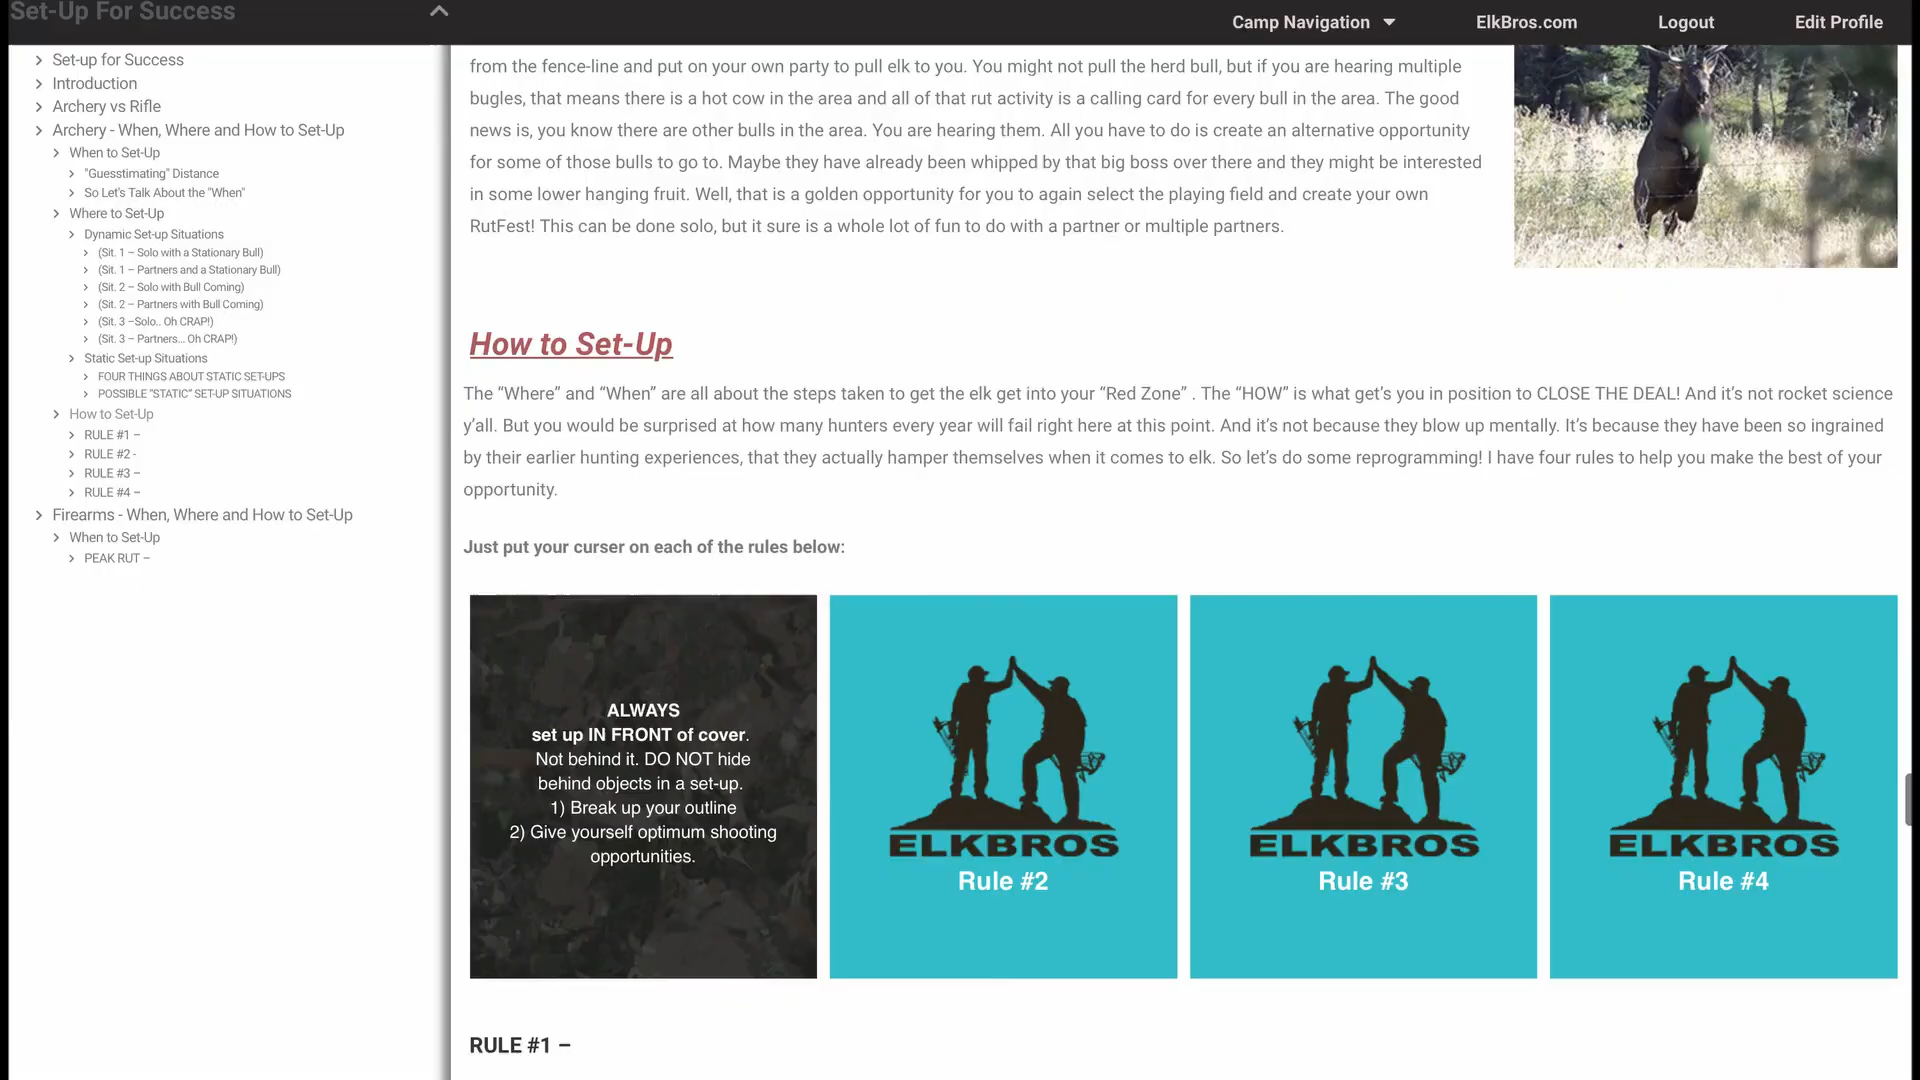 Set-Up For Success
Camp Navigation
ElkBros.com
Logout
Edit Profile
Set-up for Success
Introduction
Archery vs Rifle
Archery - When, Where and How to Set-Up
When to Set-Up
"Guesstimating" Distance
So Let's Talk About the "When"
Where to Set-Up
Dynamic Set-up Situations
(Sit. 1 – Solo with a Stationary Bull)
(Sit. 1 – Partners and a Stationary Bull)
(Sit. 2 – Solo with Bull Coming)
(Sit. 2 – Partners with Bull Coming)
(Sit. 3 –Solo.. Oh CRAP!)
(Sit. 3 – Partners... Oh CRAP!)
Static Set-up Situations
FOUR THINGS ABOUT STATIC SET-UPS
POSSIBLE “STATIC” SET-UP SITUATIONS
How to Set-Up
RULE #1 –
RULE #2 -
RULE #3 –
RULE #4 –
Firearms - When, Where and How to Set-Up
When to Set-Up
PEAK RUT –
from the fence-line and put on your own party to pull elk to you. You might not pull the herd bull, but if you are hearing multiple
bugles, that means there is a hot cow in the area and all of that rut activity is a calling card for every bull in the area. The good
news is, you know there are other bulls in the area. You are hearing them. All you have to do is create an alternative opportunity
for some of those bulls to go to. Maybe they have already been whipped by that big boss over there and they might be interested
in some lower hanging fruit. Well, that is a golden opportunity for you to again select the playing field and create your own
RutFest! This can be done solo, but it sure is a whole lot of fun to do with a partner or multiple partners.
How to Set-Up
The “Where” and “When” are all about the steps taken to get the elk get into your “Red Zone” . The “HOW” is what get’s you in position to CLOSE THE DEAL! And it’s not rocket science
y’all. But you would be surprised at how many hunters every year will fail right here at this point. And it’s not because they blow up mentally. It’s because they have been so ingrained
by their earlier hunting experiences, that they actually hamper themselves when it comes to elk. So let’s do some reprogramming! I have four rules to help you make the best of your
opportunity.
Just put your curser on each of the rules below:
ALWAYS
set up IN FRONT of cover.
Not behind it. DO NOT hide
behind objects in a set-up.
1) Break up your outline
2) Give yourself optimum shooting
opportunities.
ELKBROS
Rule #2
ELKBROS
Rule #3
ELKBROS
Rule #4
RULE #1 –